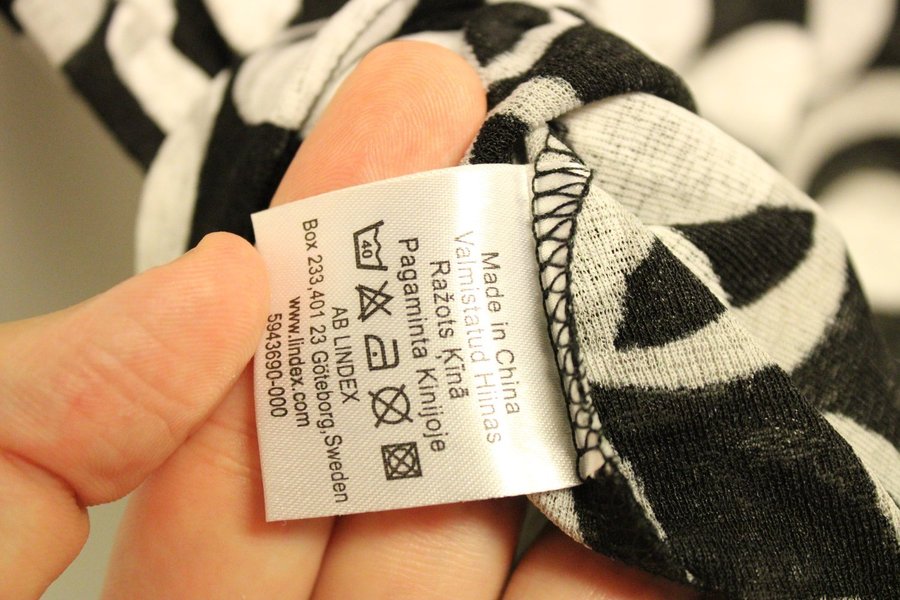 Made in China
Valmistatud Hiinas
Ražots Ķīnā
Pagaminta Kinijoje
40
AB LINDEX
Box 233,401 23 Göteborg,Sweden
www.lindex.com
5943690-000